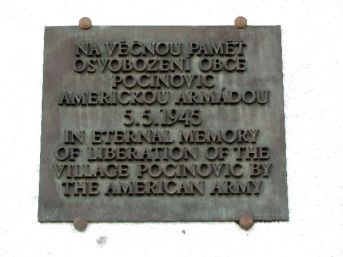 NA VĚČNOU PAMĚŤ
OSVOBOZENÍ OBCE
POCINOVIC
AMERICKOU ARMÁDOU
5.5.1945
IN ETERNAL MEMORY
OF LIBERATION OF THE
VILLAGE POCINOVIC BY
THE AMERICAN ARMY